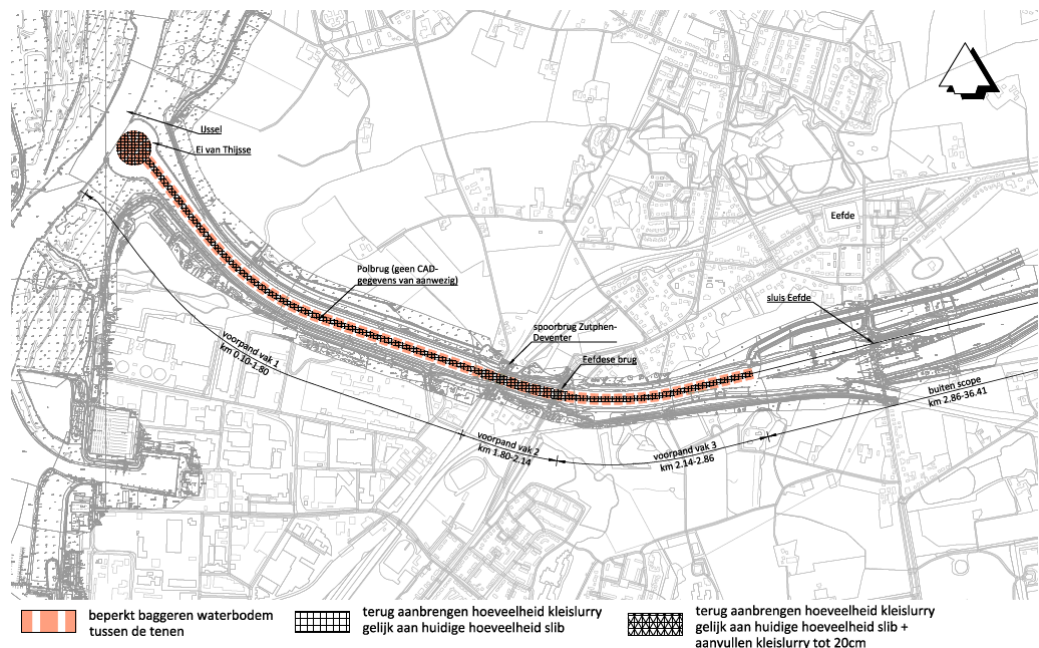 IJssel
Ei van Thijsse
Eefde
Polbrug (geen CAD-
gegevens van aanwezig)
sluis Eefde
spoorbrug Zutphen-
Deventer
Eefdese brug
voorpand vak 1
km 0.10-1.80
voorpand vak 2
km 1.80-2.14
voorpand vak 3
km 2.14-2.86
buiten scope
km 2.86-36.41
beperkt baggeren waterbodem
tussen de tenen
terug aanbrengen hoeveelheid kleislurry
gelijk aan huidige hoeveelheid slib
terug aanbrengen hoeveelheid kleislurry
gelijk aan huidige hoeveelheid slib +
aanvullen kleislurry tot 20cm